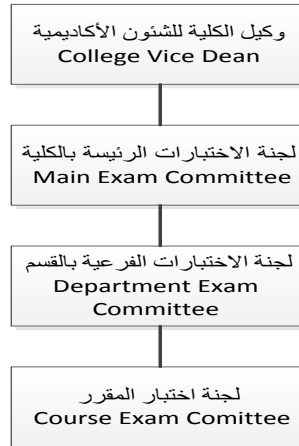 وكيل الكلية للشئون الأكاديمية
College Vice Dean
لجنة الاختبارات الرئيسة بالكلية
Main Exam Committee
لجنة الاختبارات الفرعية بالقسم
Department Exam
Committee
لجنة اختبار المقرر
Course Exam Comittee